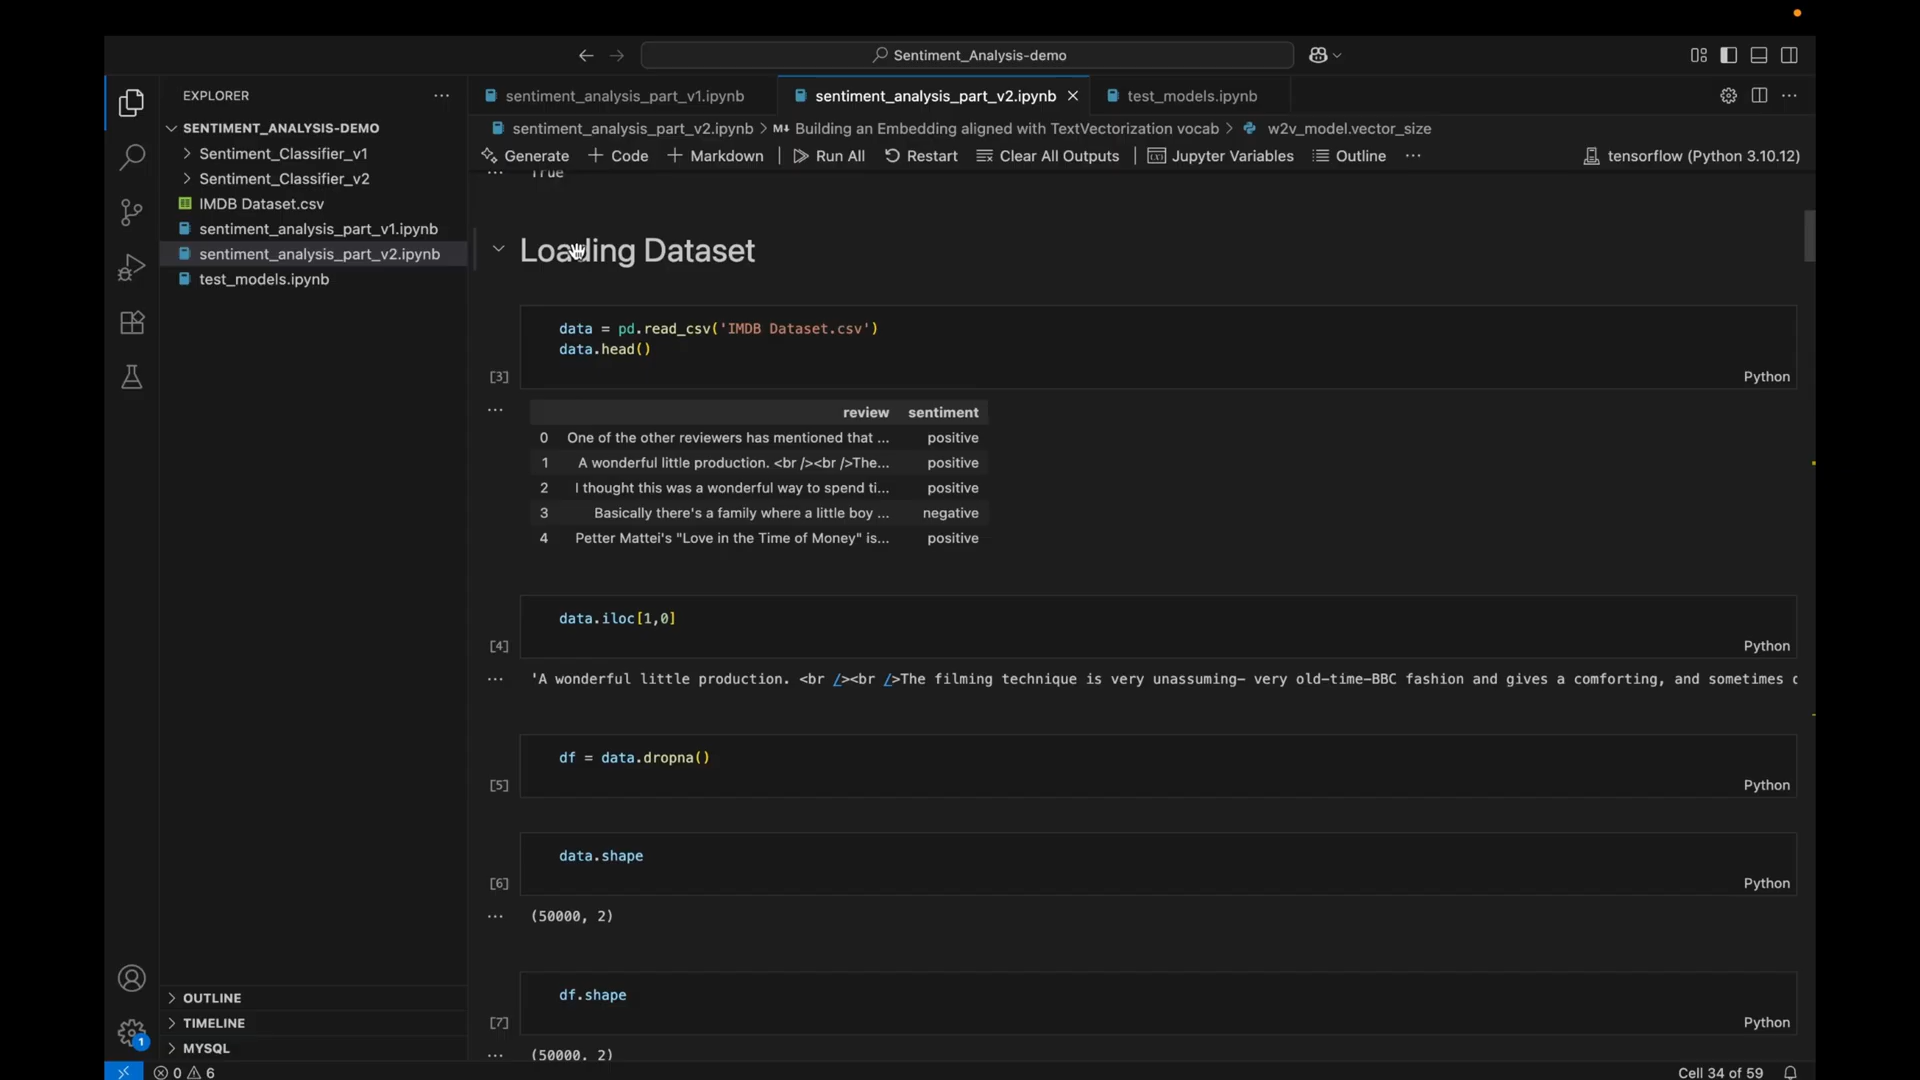 Sentiment_Analysis-demo
EXPLORER
SENTIMENT_ANALYSIS-DEMO
Sentiment_Classifier_v1
Sentiment_Classifier_v2
IMDB Dataset.csv
sentiment_analysis_part_v1.ipynb
sentiment_analysis_part_v2.ipynb
test_models.ipynb
OUTLINE
TIMELINE
MYSQL
1
sentiment_analysis_part_v1.ipynb
sentiment_analysis_part_v2.ipynb
test_models.ipynb
sentiment_analysis_part_v2.ipynb > M↓ Building an Embedding aligned with TextVectorization vocab > w2v_model.vector_size
Generate + Code + Markdown Run All Restart Clear All Outputs Jupyter Variables Outline ... tensorflow (Python 3.10.12)
True
Loading Dataset
data = pd.read_csv('IMDB Dataset.csv')
data.head()
[3] Python
review sentiment
0 One of the other reviewers has mentioned that ... positive
1 A wonderful little production. <br /><br />The... positive
2 I thought this was a wonderful way to spend ti... positive
3 Basically there's a family where a little boy ... negative
4 Petter Mattei's "Love in the Time of Money" is... positive
data.iloc[1,0]
[4] Python
'A wonderful little production. <br /><br />The filming technique is very unassuming- very old-time-BBC fashion and gives a comforting, and sometimes
df = data.dropna()
[5] Python
data.shape
[6] Python
(50000, 2)
df.shape
[7] Python
(50000, 2)
0 6
Cell 34 of 59